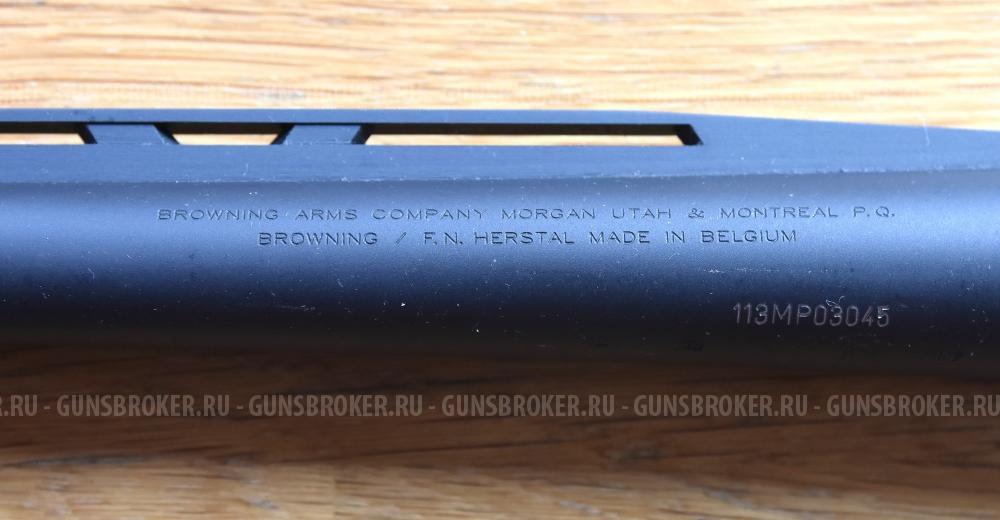 BROWNING ARMS COMPANY MORGAN UTAH & MONTREAL P.Q.
BROWNING / F.N. HERSTAL MADE IN BELGIUM
113MP03045
R.RU - GUNSBROKER.RU - GUNSBROKER.RU - GUNSBROKER.RU - GUNSBROKER.RU - GUNSBROKER.RU